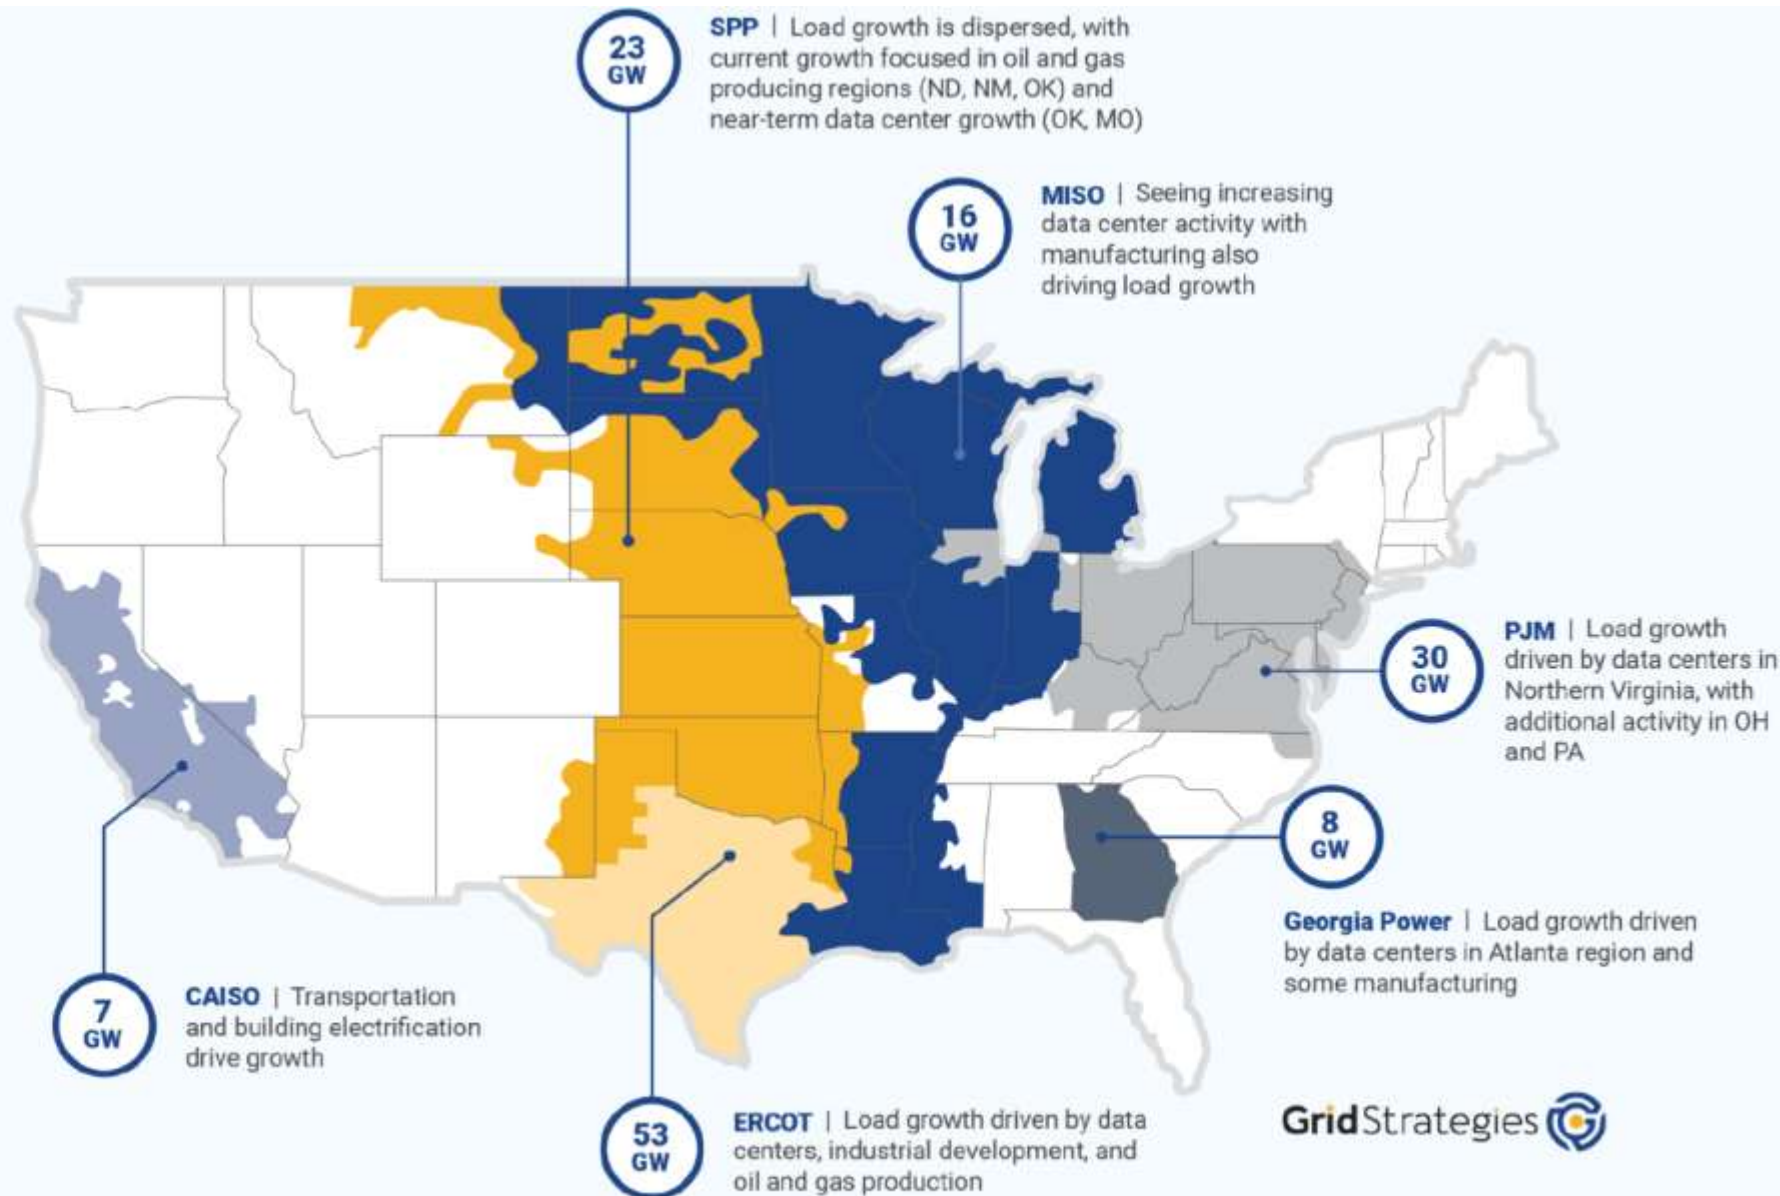 23
GW
SPP | Load growth is dispersed, with
current growth focused in oil and gas
producing regions (ND, NM, OK) and
near-term data center growth (OK, MO)
16
GW
MISO | Seeing increasing
data center activity with
manufacturing also
driving load growth
30
GW
PJM | Load growth
driven by data centers in
Northern Virginia, with
additional activity in OH
and PA
8
GW
Georgia Power | Load growth driven
by data centers in Atlanta region and
some manufacturing
7
GW
CAISO | Transportation
and building electrification
drive growth
53
GW
ERCOT | Load growth driven by data
centers, industrial development, and
oil and gas production
GridStrategies